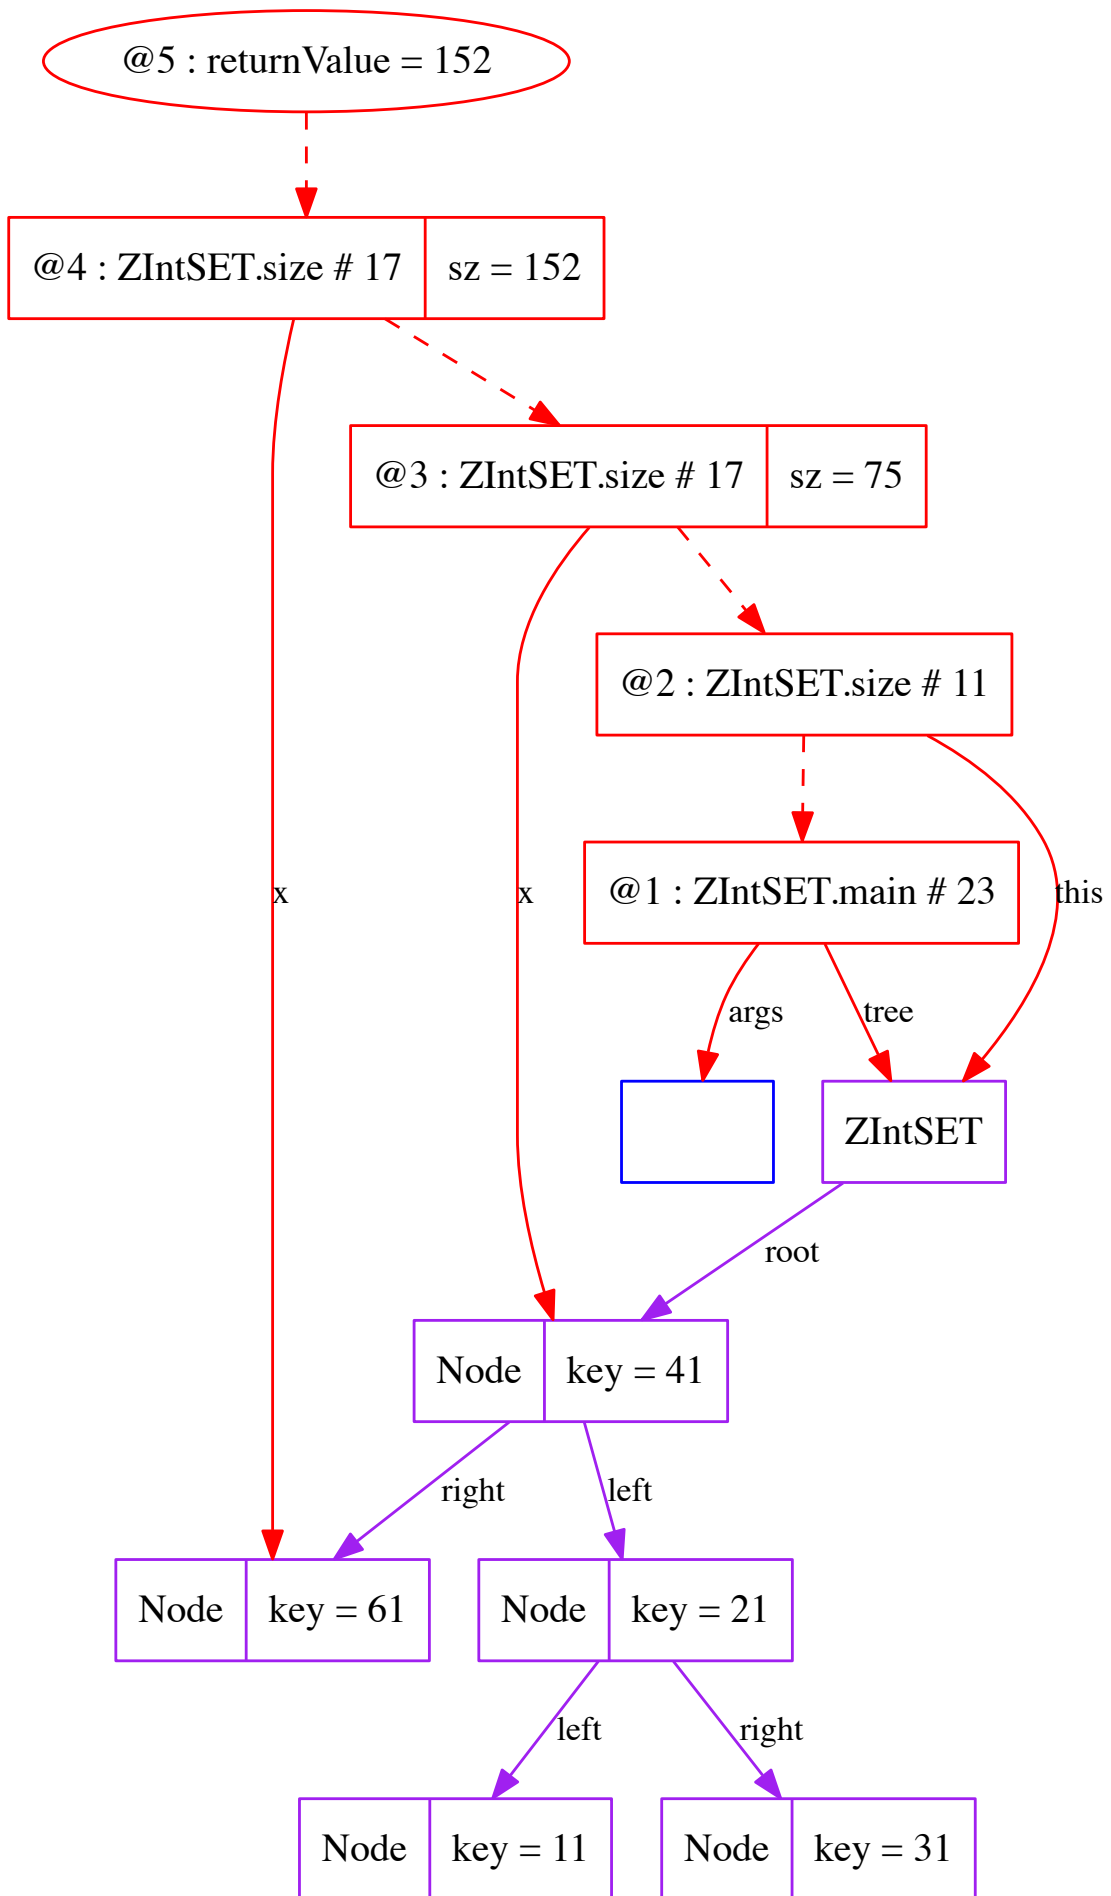 @5 : returnValue = 152
@4 : ZIntSET.size # 17 sz = 152
@3 : ZIntSET.size # 17 sz = 75
@2 : ZIntSET.size # 11
x
x
@1 : ZIntSET.main # 23
this
args
tree
ZIntSET
root
Node key = 41
right
left
Node key = 61
Node key = 21
left
right
Node key = 11
Node key = 31